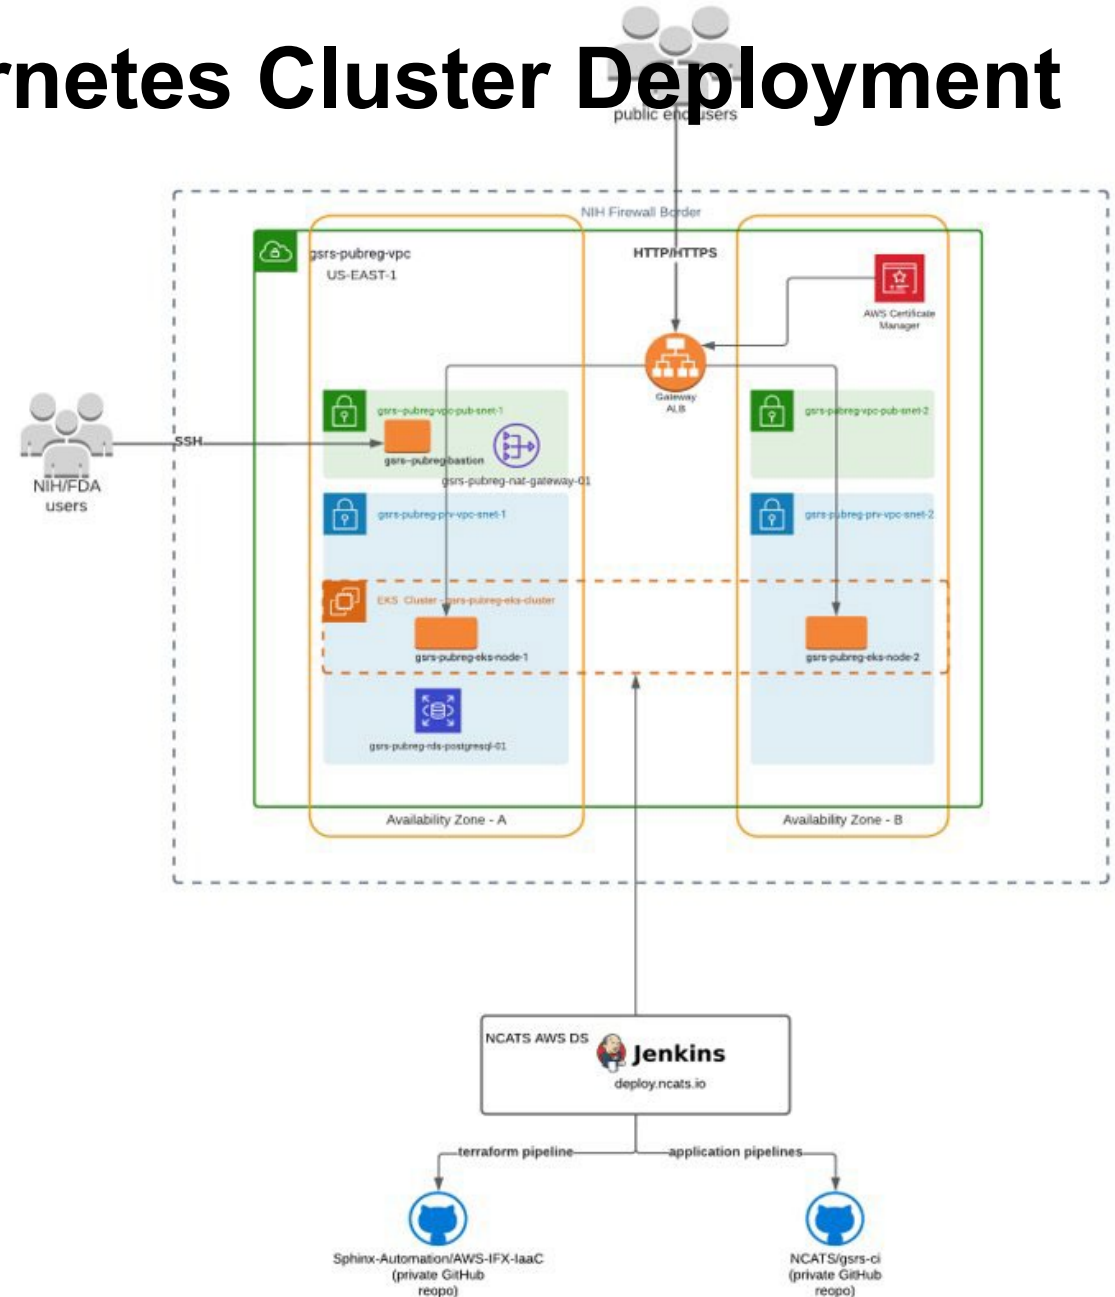 rnetes Cluster Deployment
public end users
NIH Firewall Border
gsrs-pubreg-vpc
US-EAST-1
HTTP/HTTPS
AWS Certificate
Manager
Gateway
ALB
gsrs--pubreg-vpc-pub-snet-1
gsrs-pubreg-vpc-pub-snet-2
SSH
gsrs--pubreg-bastion
gsrs-pubreg-nat-gateway-01
NIH/FDA
users
gsrs-pubreg-prv-vpc-snet-1
gsrs-pubreg-prv-vpc-snet-2
EKS Cluster - gsrs-pubreg-eks-cluster
gsrs-pubreg-eks-node-1
gsrs-pubreg-eks-node-2
gsrs-pubreg-rds-postgresql-01
Availability Zone - A
Availability Zone - B
NCATS AWS DS
Jenkins
deploy.ncats.io
terraform pipeline
application pipelines
Sphinx-Automation/AWS-IFX-IaaC
(private GitHub
reopo)
NCATS/gsrs-ci
(private GitHub
reopo)